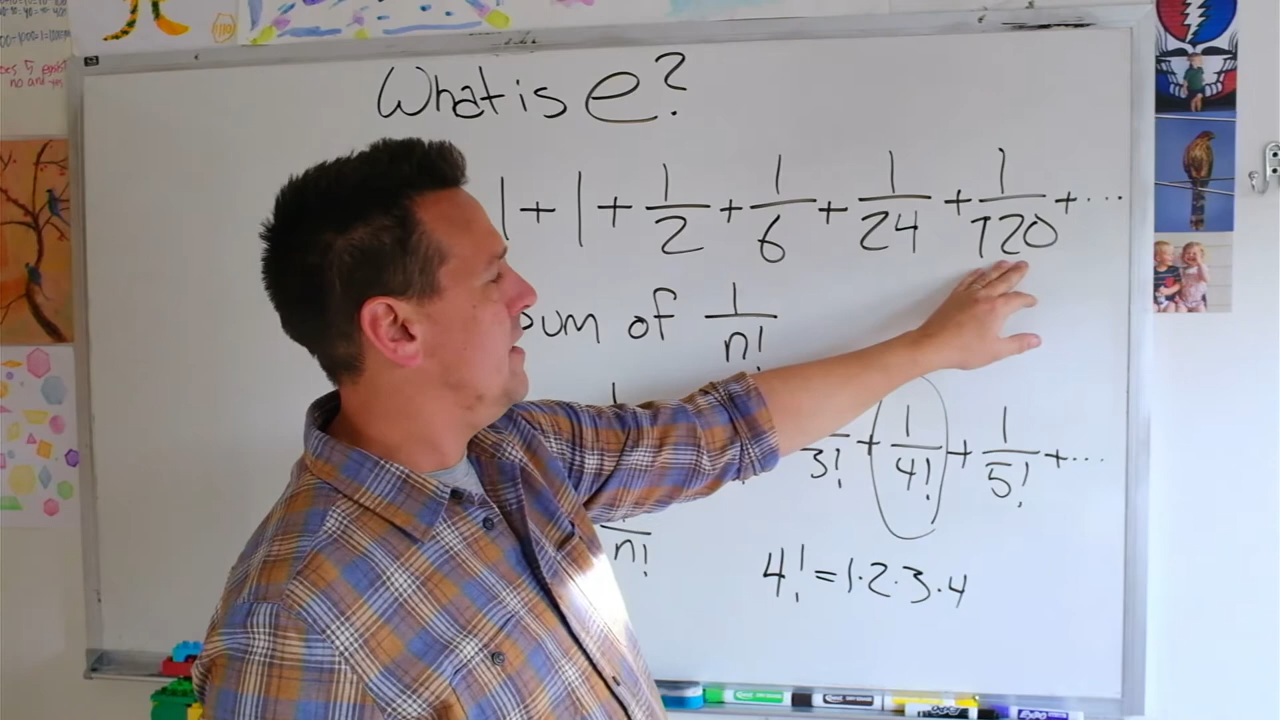 What is e?
1 + 1 + 1/2 + 1/6 + 1/24 + 1/120 + ...
sum of 1/n!
1
3! + 1/4! + 1/5! + ...
n!
4! = 1·2·3·4